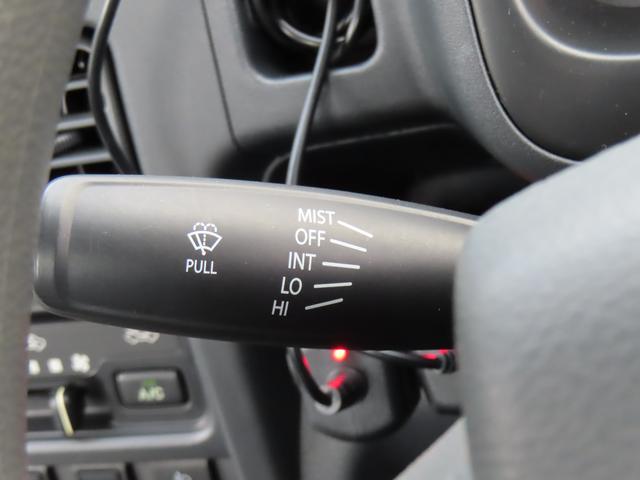 MIST
OFF
INT
LO
HI
PULL
A/C